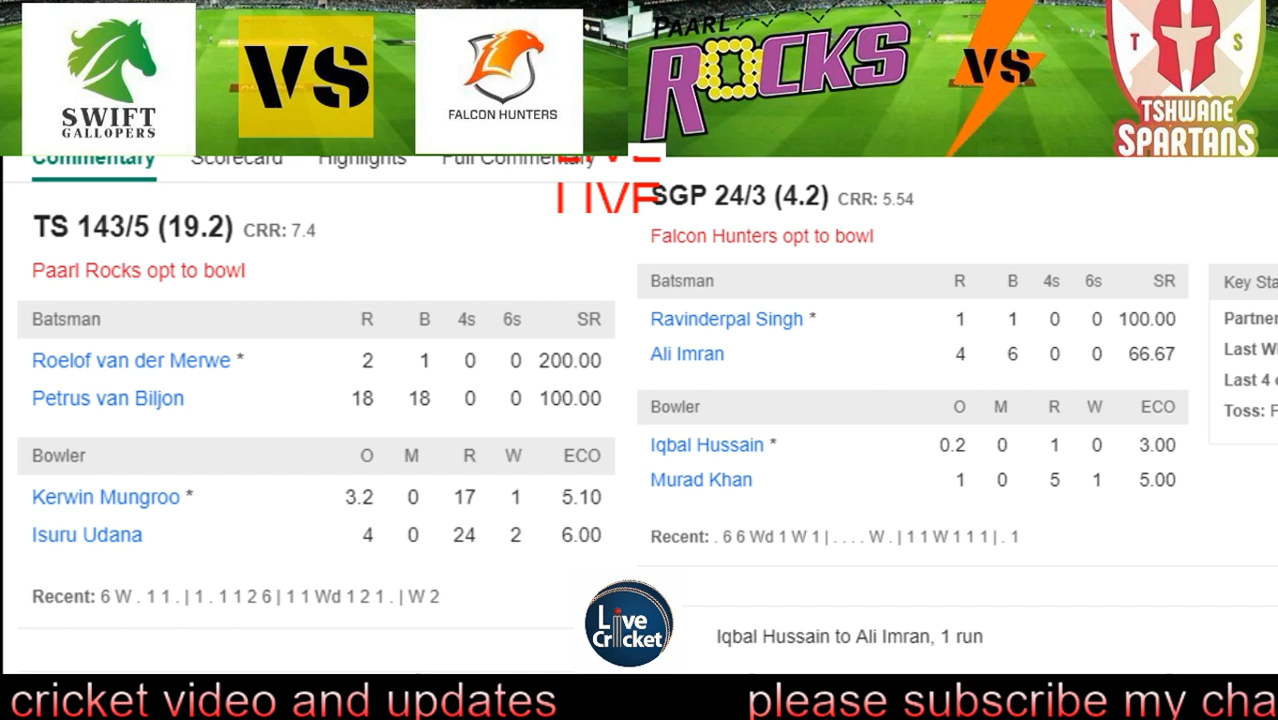 SWIFT
GALLOPERS
VS
FALCON HUNTERS
PAARL
ROCKS
VS
T S
TSHWANE
SPARTANS
Commentary Scorecard Highlights Full Commentary
LIVE
LIVE
TS 143/5 (19.2) CRR: 7.4
Paarl Rocks opt to bowl
Batsman R B 4s 6s SR
Roelof van der Merwe * 2 1 0 0 200.00
Petrus van Biljon 18 18 0 0 100.00
Bowler O M R W ECO
Kerwin Mungroo * 3.2 0 17 1 5.10
Isuru Udana 4 0 24 2 6.00
Recent: 6 W . 1 1 . | 1 . 1 1 2 6 | 1 1 Wd 1 2 1 . | W 2
SGP 24/3 (4.2) CRR: 5.54
Falcon Hunters opt to bowl
Batsman R B 4s 6s SR
Ravinderpal Singh * 1 1 0 0 100.00
Ali Imran 4 6 0 0 66.67
Bowler O M R W ECO
Iqbal Hussain * 0.2 0 1 0 3.00
Murad Khan 1 0 5 1 5.00
Recent: . 6 6 Wd 1 W 1 | . . . . W . | 1 1 W 1 1 1 | . 1
Iqbal Hussain to Ali Imran, 1 run
Key Sta
Partner
Last Wi
Last 4 o
Toss: F
Live
Cricket
cricket video and updates please subscribe my cha